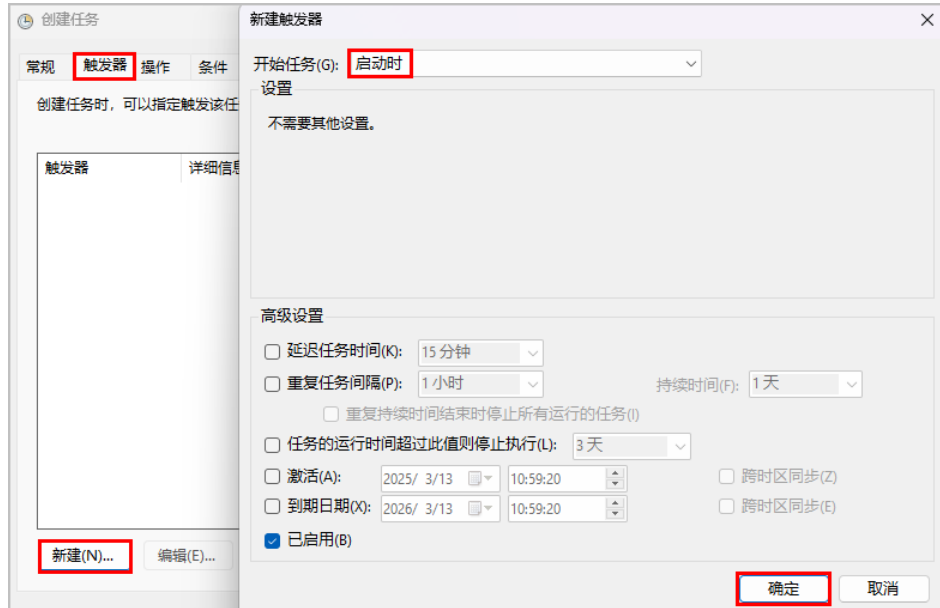 创建任务
新建触发器
常规 触发器 操作 条件
开始任务(G): 启动时
创建任务时，可以指定触发该任
设置
不需要其他设置。
触发器 详细信息
高级设置
延迟任务时间(K): 15 分钟
重复任务间隔(P): 1 小时 持续时间(F): 1 天
重复持续时间结束时停止所有运行的任务(I)
任务的运行时间超过此值则停止执行(L): 3 天
激活(A): 2025/ 3/13 10:59:20 跨时区同步(Z)
到期日期(X): 2026/ 3/13 10:59:20 跨时区同步(E)
已启用(B)
新建(N)... 编辑(E)...
确定 取消